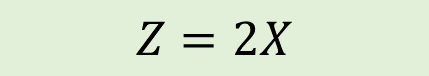 Z = 2X